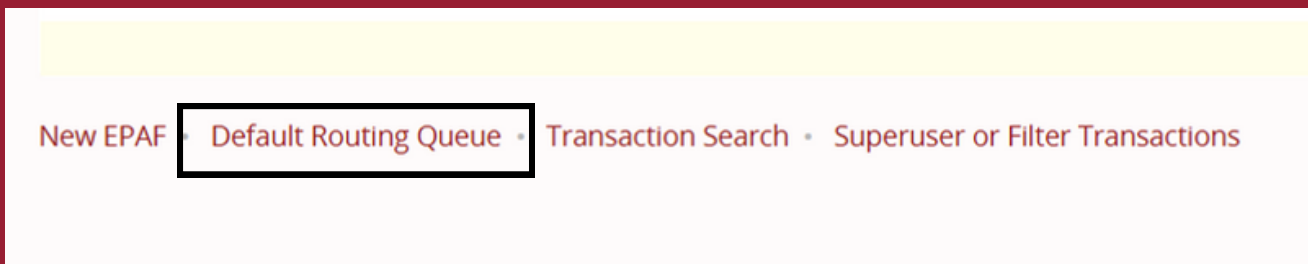 New EPAF • Default Routing Queue • Transaction Search • Superuser or Filter Transactions